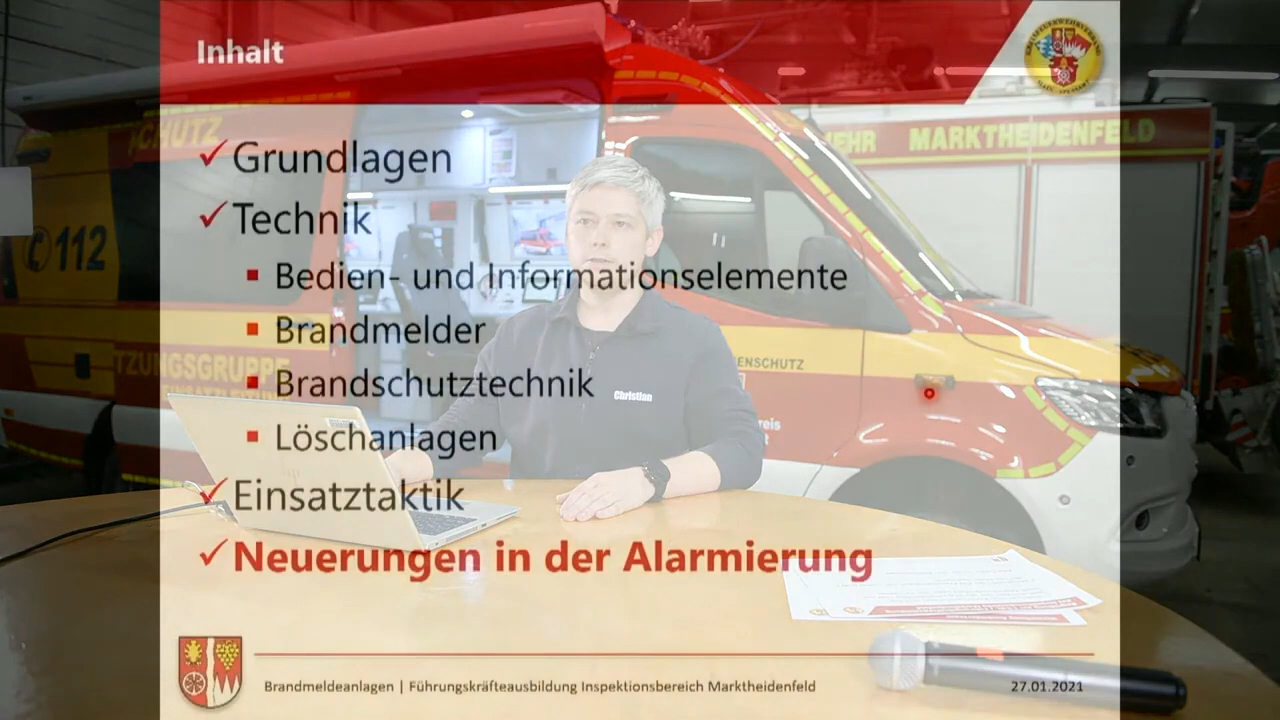 Inhalt
SCHUTZ
EHR MARKTHEIDENFELD
Grundlagen
Technik
112
Bedien- und Informationselemente
Brandmelder
TZUNGSGRUPPE
ENSCHUTZ
Brandschutztechnik
Christian
Löschanlagen
Einsatztaktik
Neuerungen in der Alarmierung
Brandmeldeanlagen | Führungskräfteausbildung Inspektionsbereich Marktheidenfeld
27.01.2021